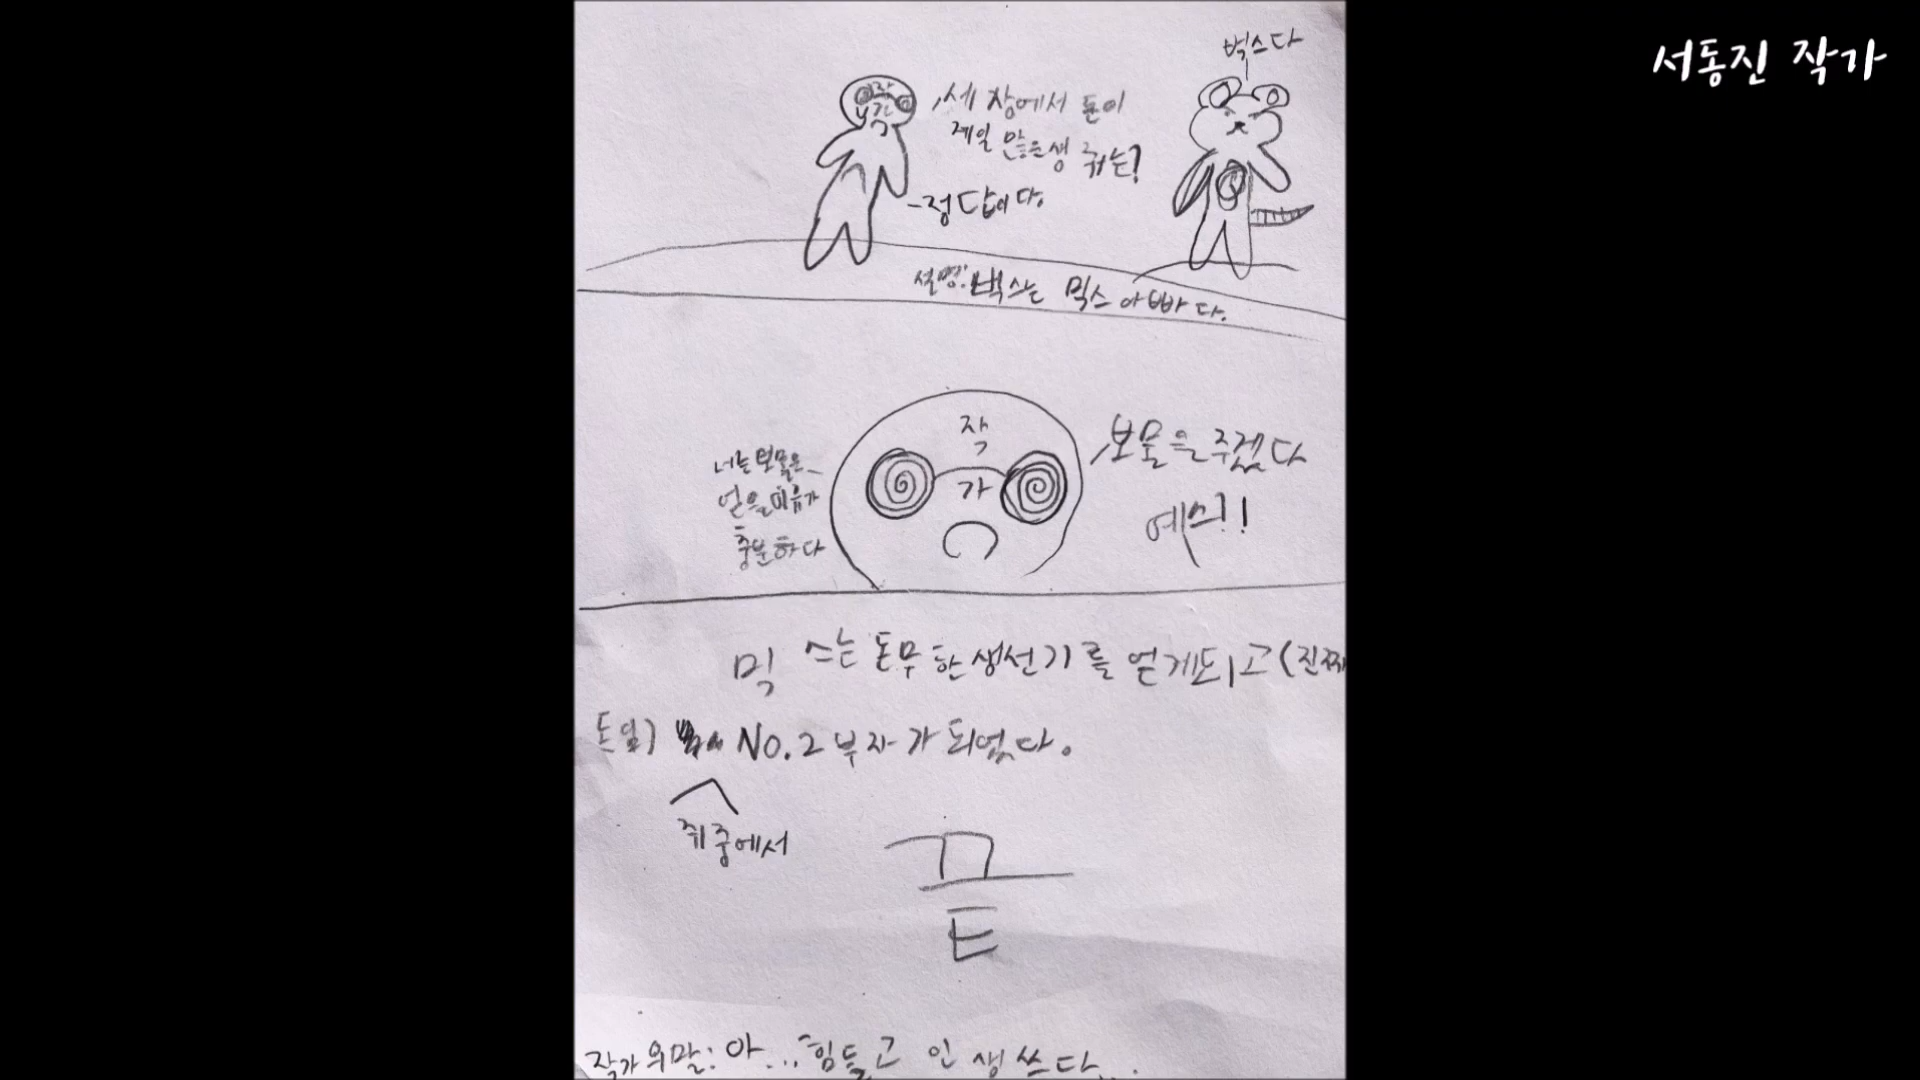 서동진 작가
벅스다
작가
세 상에서 돈이
제일 많은 생 쥐는?
-정답이다.
설명: 벅스는 믹스 아빠다.
작
가
너는 보물은
얻을 이유가
충분하다
보물을 주겠다
예쓰!!
믹스는 돈 무한 생선기를 얻게되고(진짜
돈임) No.2 부자가 되었다.
쥐중에서
끝
작가의말: 아... 힘들고 인생쓰다...